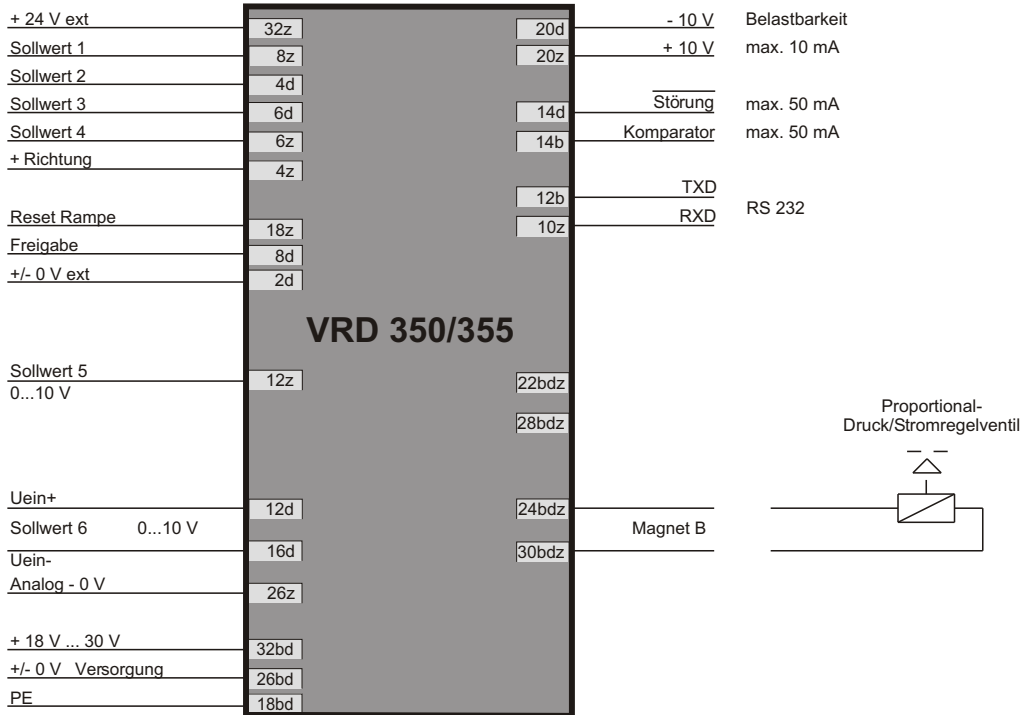 + 24 V ext
32z
Sollwert 1
8z
Sollwert 2
4d
Sollwert 3
6d
Sollwert 4
6z
+ Richtung
4z
Reset Rampe
18z
Freigabe
8d
+/- 0 V ext
2d
VRD 350/355
Sollwert 5
0...10 V
12z
Uein+
12d
Sollwert 6 0...10 V
16d
Uein-
Analog - 0 V
26z
+ 18 V ... 30 V
32bd
+/- 0 V Versorgung
26bd
PE
18bd
20d
- 10 V
Belastbarkeit
20z
+ 10 V
max. 10 mA
14d
Störung
max. 50 mA
14b
Komparator
max. 50 mA
12b
TXD
RS 232
10z
RXD
22bdz
28bdz
24bdz
Magnet B
30bdz
Proportional-
Druck/Stromregelventil